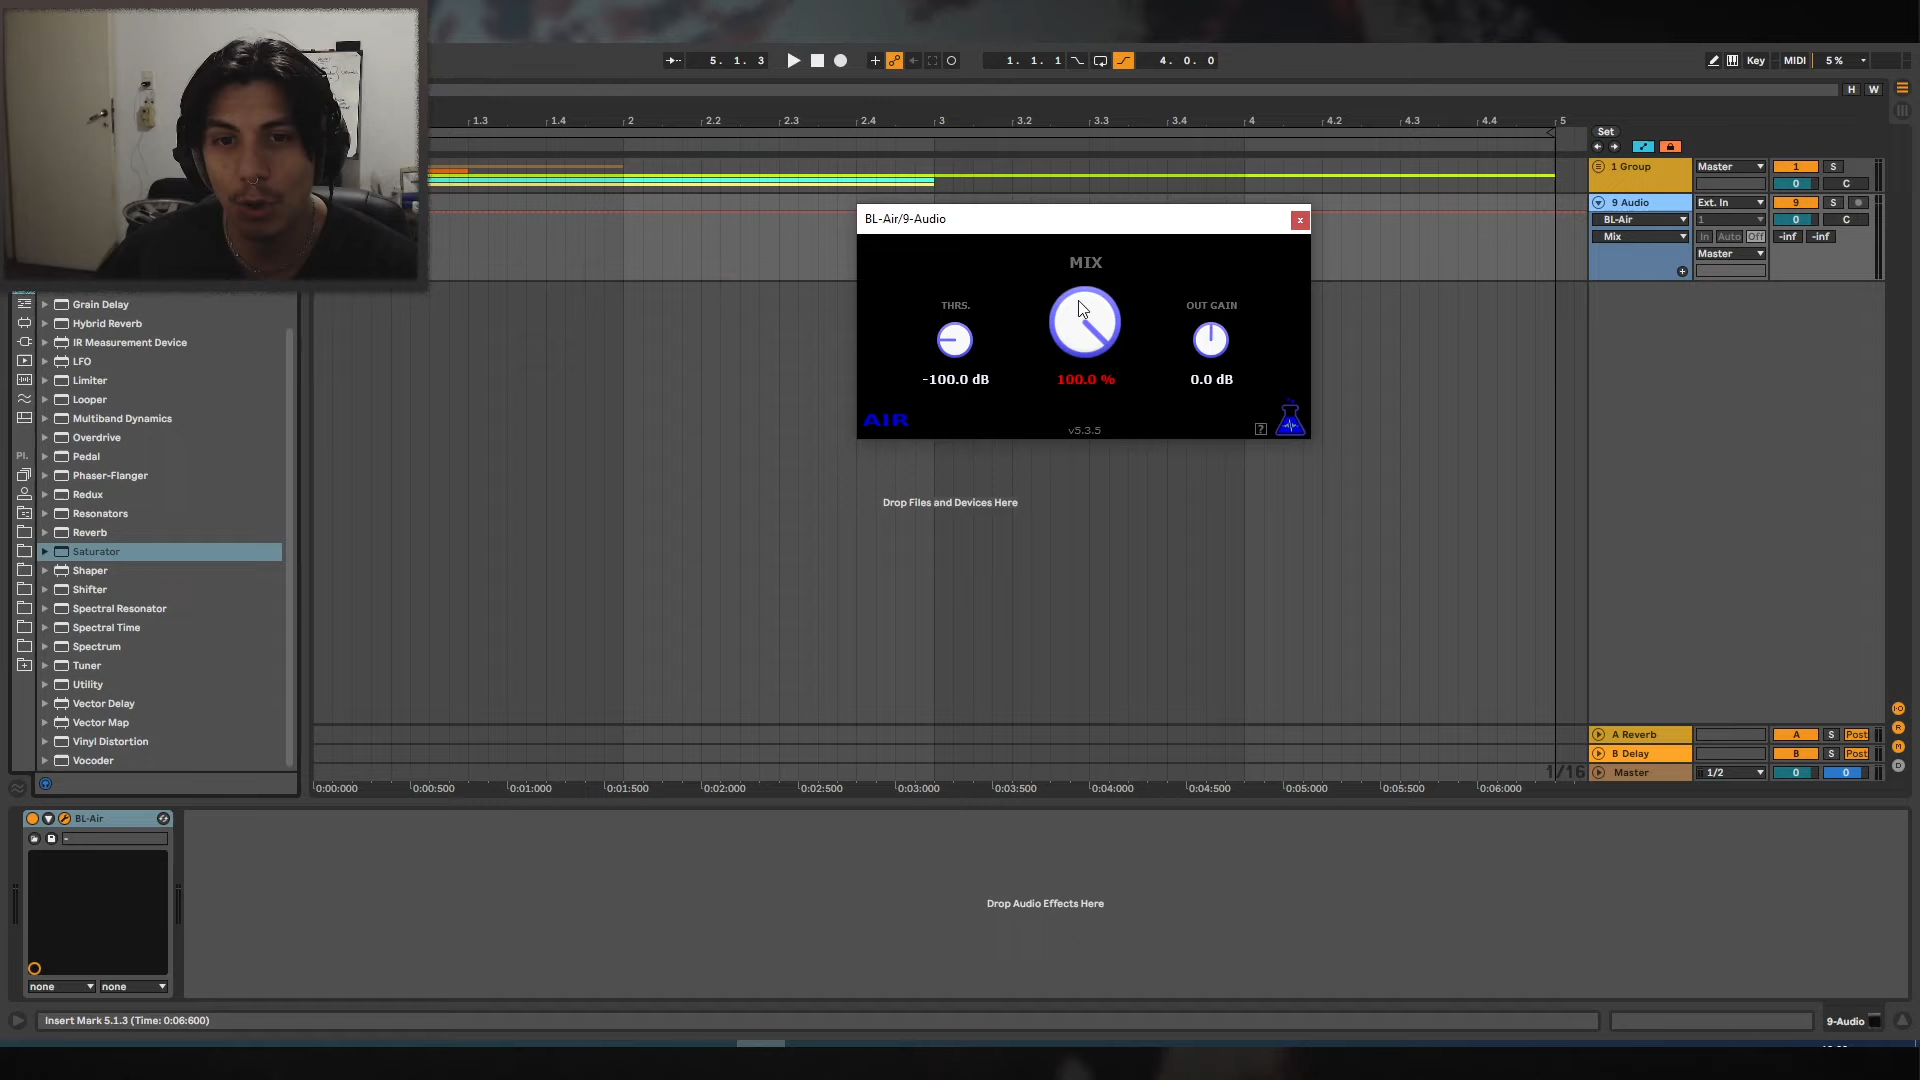 5. 1. 3
1. 1. 1
4. 0. 0
Key
MIDI
5 %
H
W
1.3
1.4
2
2.2
2.3
2.4
3
3.2
3.3
3.4
4
4.2
4.3
4.4
5
Set
1 Group
Master
1
S
0
C
9 Audio
Ext. In
9
S
BL-Air
1
0
C
Mix
In
Auto
Off
-inf
-inf
Master
BL-Air/9-Audio
x
MIX
THRS.
OUT GAIN
-100.0 dB
100.0 %
0.0 dB
AIR
v5.3.5
?
Grain Delay
Hybrid Reverb
IR Measurement Device
LFO
Limiter
Looper
Multiband Dynamics
Overdrive
Pl.
Pedal
Phaser-Flanger
Redux
Resonators
Reverb
Saturator
Shaper
Shifter
Spectral Resonator
Spectral Time
Spectrum
Tuner
Utility
Vector Delay
Vector Map
Vinyl Distortion
Vocoder
Drop Files and Devices Here
A Reverb
A
S
Post
B Delay
B
S
Post
1/16
Master
1/2
0
0
R
M
D
0:00:000
0:00:500
0:01:000
0:01:500
0:02:000
0:02:500
0:03:000
0:03:500
0:04:000
0:04:500
0:05:000
0:05:500
0:06:000
BL-Air
-
none
none
Drop Audio Effects Here
Insert Mark 5.1.3 (Time: 0:06:600)
9-Audio